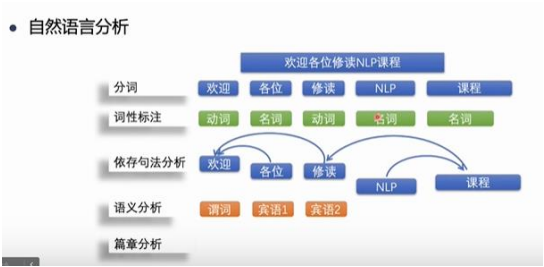 自然语言分析
欢迎各位修读NLP课程
分词 欢迎 各位 修读 NLP 课程
词性标注 动词 名词 动词 名词 名词
依存句法分析 欢迎 各位 修读 NLP 课程
语义分析 谓词 宾语1 宾语2
篇章分析